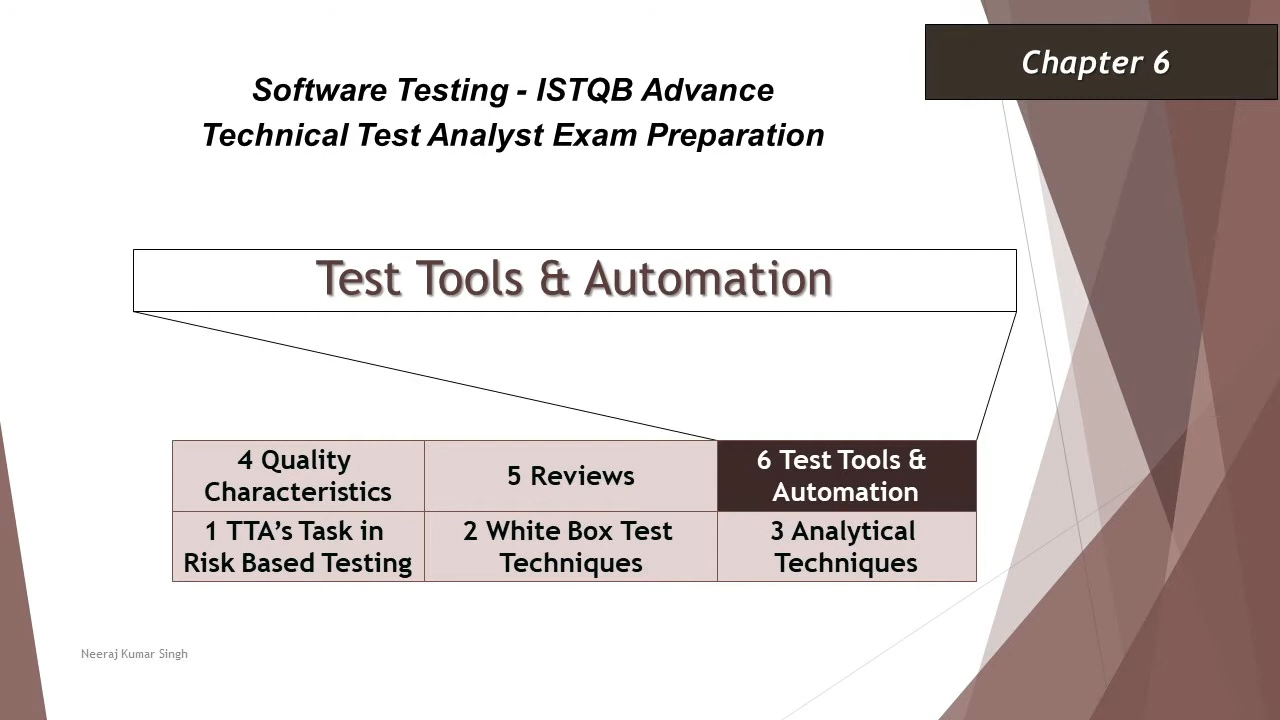 Chapter 6
Software Testing - ISTQB Advance
Technical Test Analyst Exam Preparation
Test Tools & Automation
4 Quality
Characteristics
5 Reviews
6 Test Tools &
Automation
1 TTA’s Task in
Risk Based Testing
2 White Box Test
Techniques
3 Analytical
Techniques
Neeraj Kumar Singh